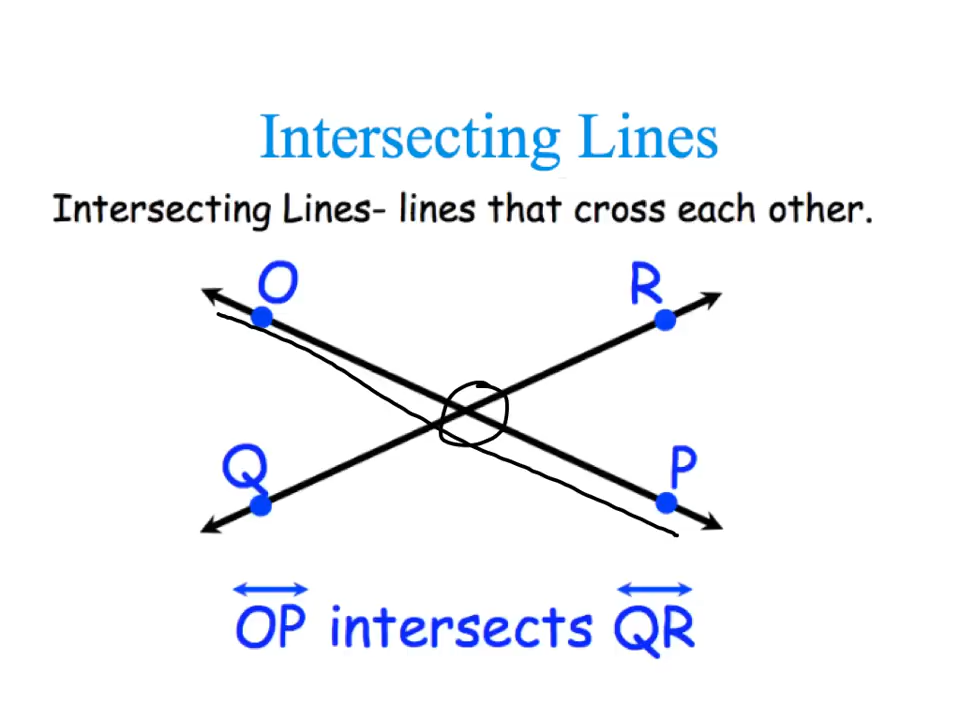 Intersecting Lines
Intersecting Lines- lines that cross each other.
O R
Q P
OP intersects QR